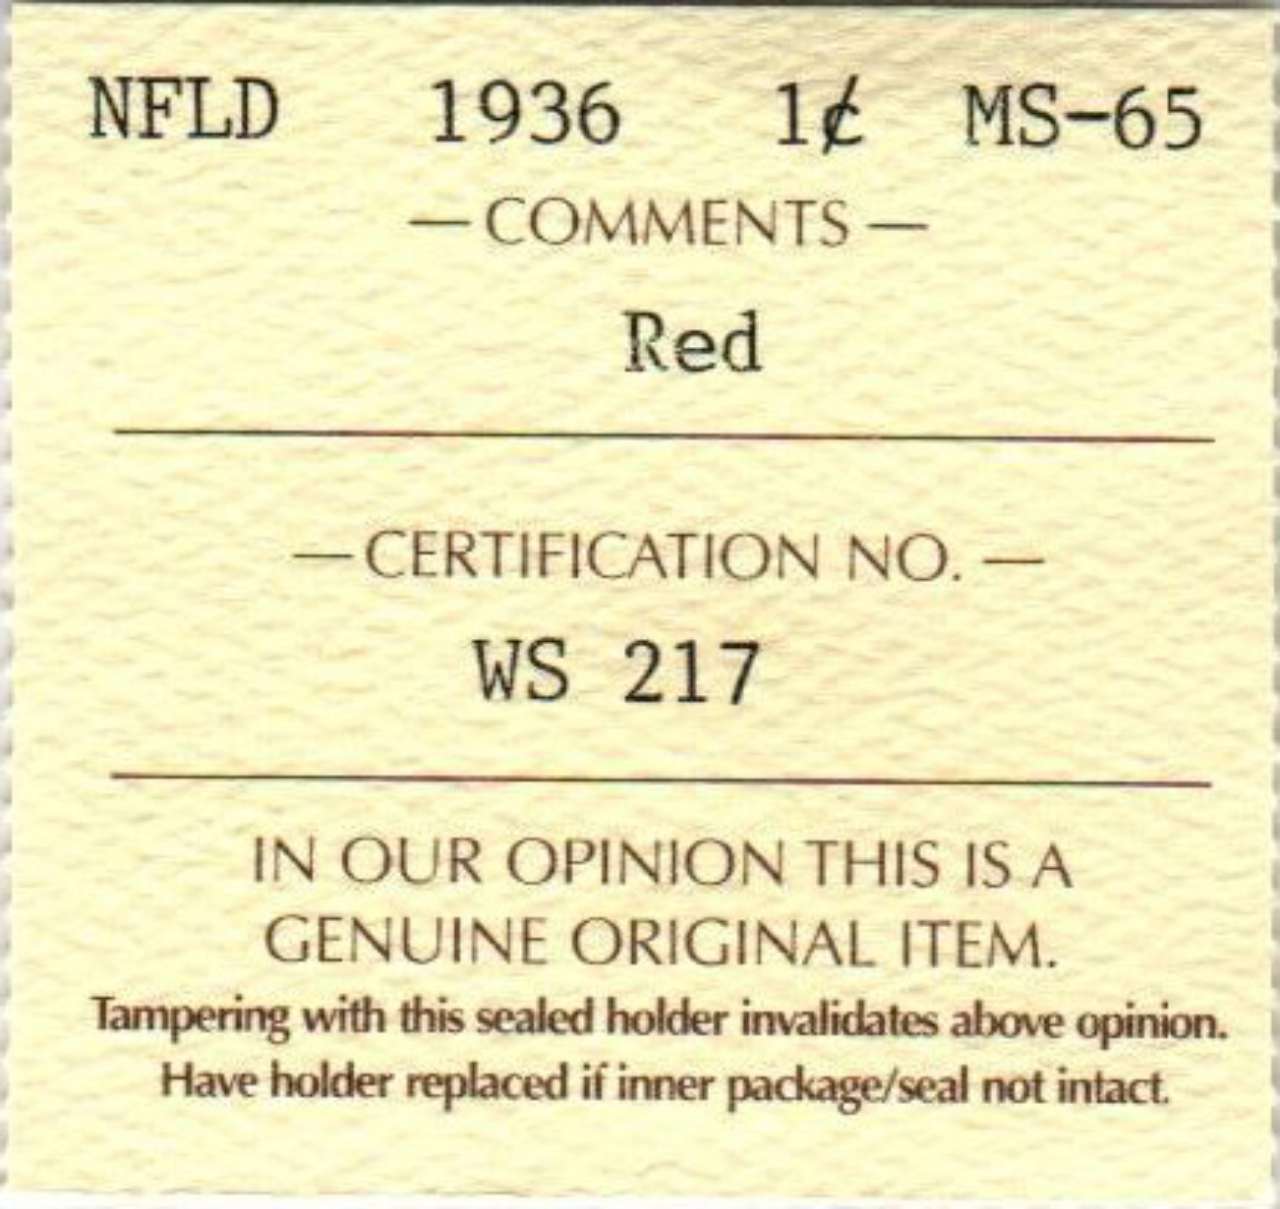 NFLD 1936 1¢ MS-65
— COMMENTS —
Red
— CERTIFICATION NO. —
WS 217
IN OUR OPINION THIS IS A
GENUINE ORIGINAL ITEM.
Tampering with this sealed holder invalidates above opinion.
Have holder replaced if inner package/seal not intact.